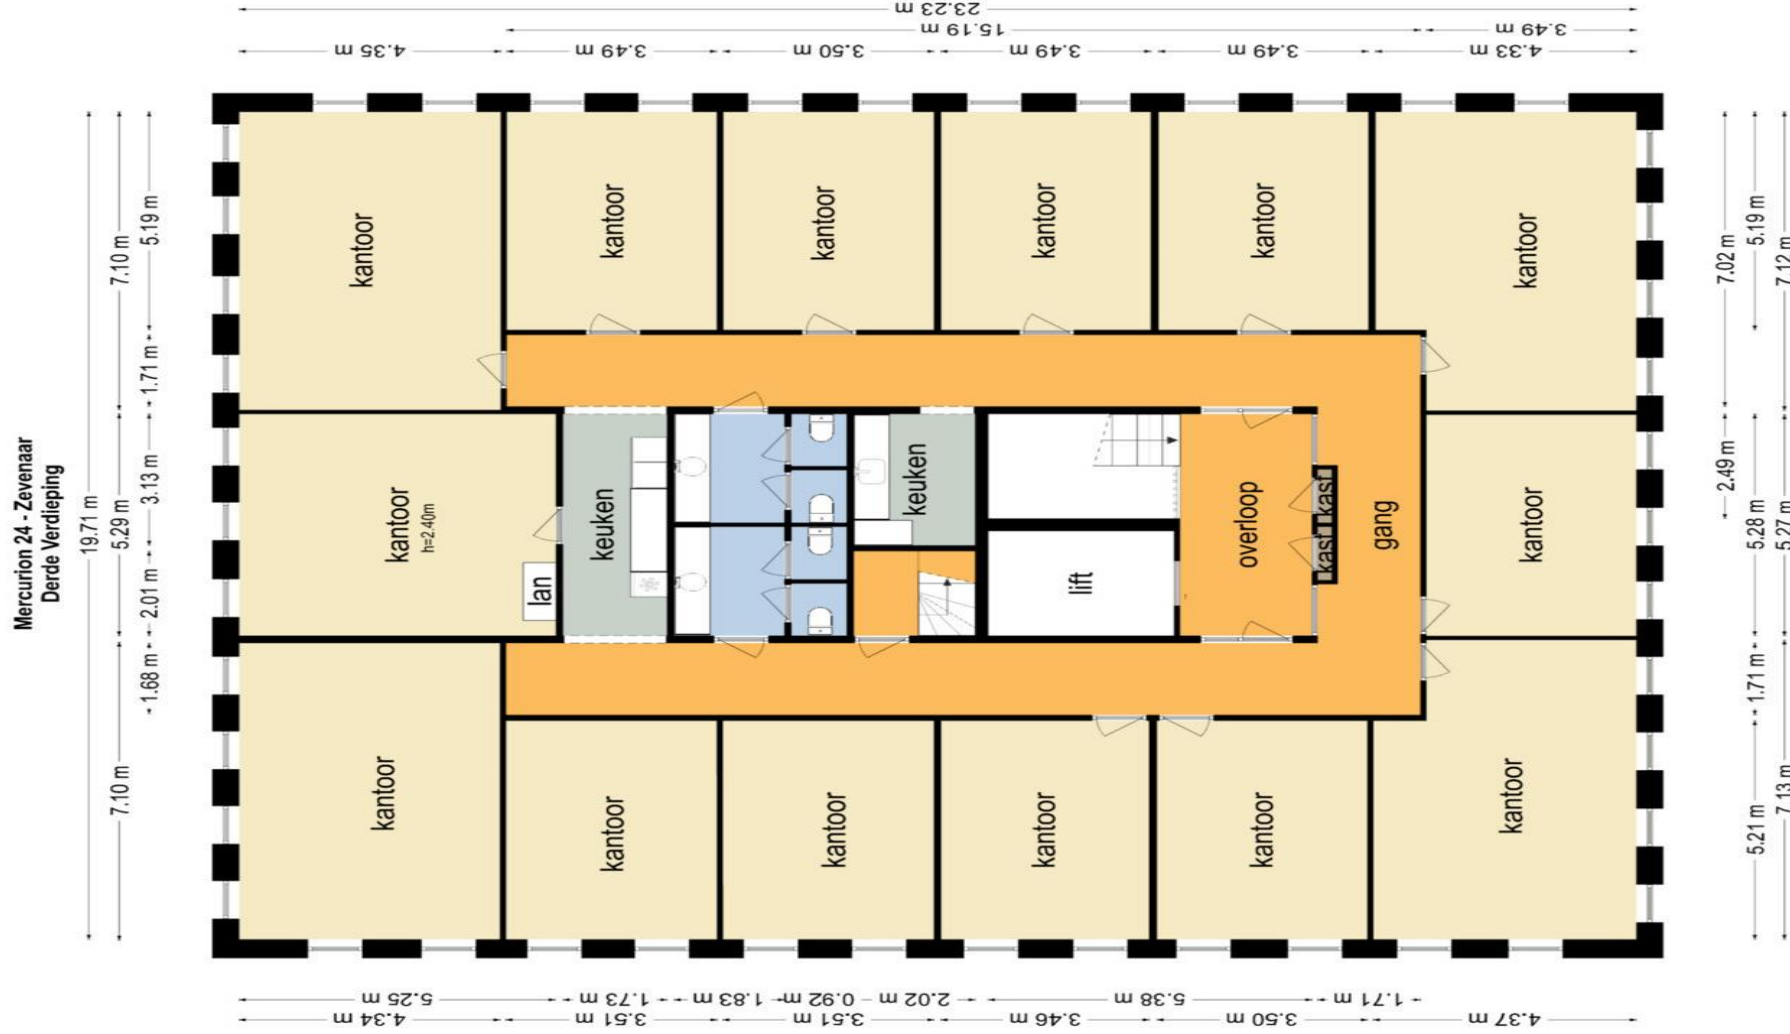 Mercurion 24 - Zevenaar
Derde Verdieping
23.23 m
15.19 m
3.49 m
4.35 m
3.49 m
3.50 m
3.49 m
3.49 m
4.33 m
19.71 m
7.10 m
5.29 m
7.10 m
5.19 m
1.71 m
3.13 m
2.01 m
1.68 m
kantoor
kantoor
kantoor
kantoor
kantoor
kantoor
kantoor
h=2.40m
lan
keuken
keuken
lift
overloop
kast
kast
gang
kantoor
kantoor
kantoor
kantoor
kantoor
kantoor
kantoor
7.02 m
2.49 m
5.19 m
5.28 m
1.71 m
5.21 m
7.12 m
5.27 m
7.13 m
5.25 m
1.73 m
1.83 m
0.92 m
2.02 m
5.38 m
1.71 m
4.34 m
3.51 m
3.51 m
3.46 m
3.50 m
4.37 m